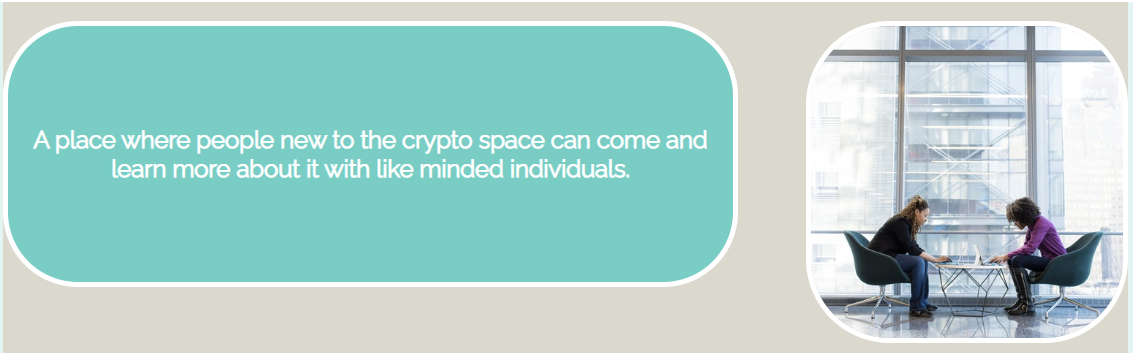 A place where people new to the crypto space can come and
learn more about it with like minded individuals.